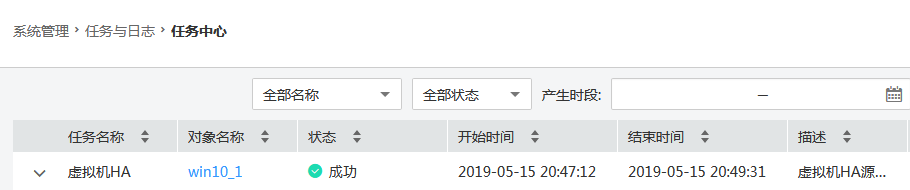 系统管理 > 任务与日志 > 任务中心
全部名称 全部状态 产生时段: —
任务名称 对象名称 状态 开始时间 结束时间 描述
虚拟机HA win10_1 成功 2019-05-15 20:47:12 2019-05-15 20:49:31 虚拟机HA源...